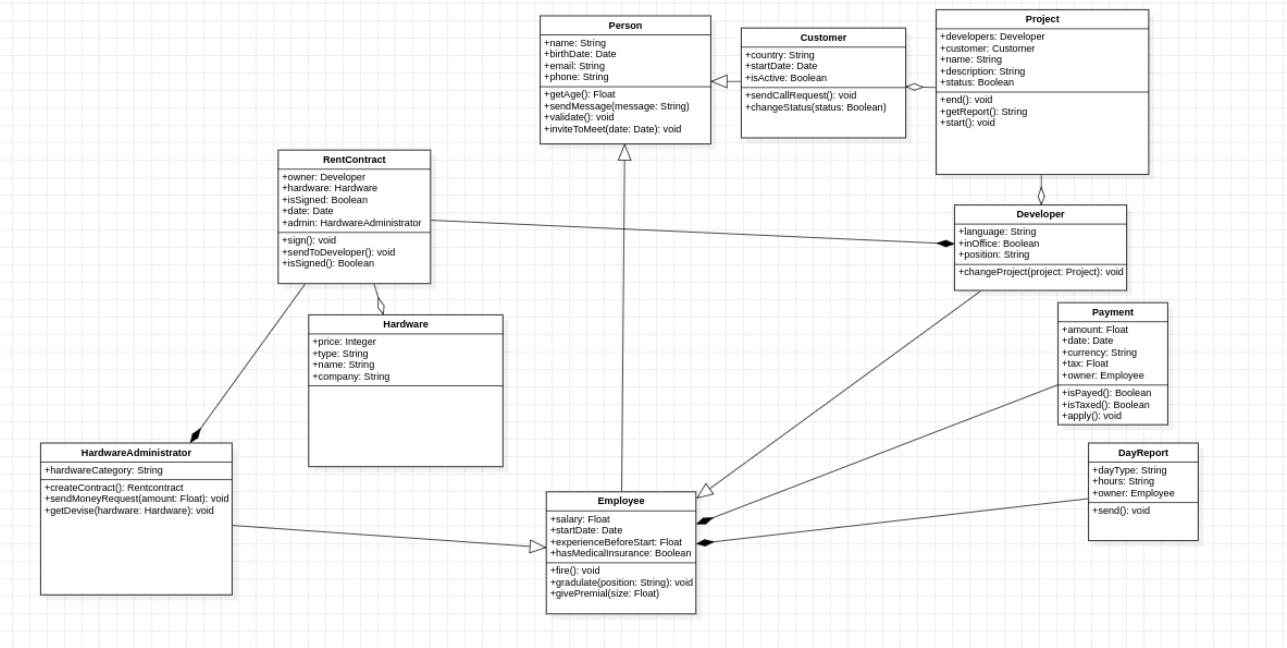 Person
+name: String
+birthDate: Date
+email: String
+phone: String
+getAge(): Float
+sendMessage(message: String)
+validate(): void
+inviteToMeet(date: Date): void
Customer
+country: String
+startDate: Date
+isActive: Boolean
+sendCallRequest(): void
+changeStatus(status: Boolean)
Project
+developers: Developer
+customer: Customer
+name: String
+description: String
+status: Boolean
+end(): void
+getReport(): String
+start(): void
RentContract
+owner: Developer
+hardware: Hardware
+isSigned: Boolean
+date: Date
+admin: HardwareAdministrator
+sign(): void
+sendToDeveloper(): void
+isSigned(): Boolean
Developer
+language: String
+inOffice: Boolean
+position: String
+changeProject(project: Project): void
Hardware
+price: Integer
+type: String
+name: String
+company: String
Payment
+amount: Float
+date: Date
+currency: String
+tax: Float
+owner: Employee
+isPayed(): Boolean
+isTaxed(): Boolean
+apply(): void
HardwareAdministrator
+hardwareCategory: String
+createContract(): Rentcontract
+sendMoneyRequest(amount: Float): void
+getDevise(hardware: Hardware): void
Employee
+salary: Float
+startDate: Date
+experienceBeforeStart: Float
+hasMedicalInsurance: Boolean
+fire(): void
+gradulate(position: String): void
+givePremial(size: Float)
DayReport
+dayType: String
+hours: String
+owner: Employee
+send(): void